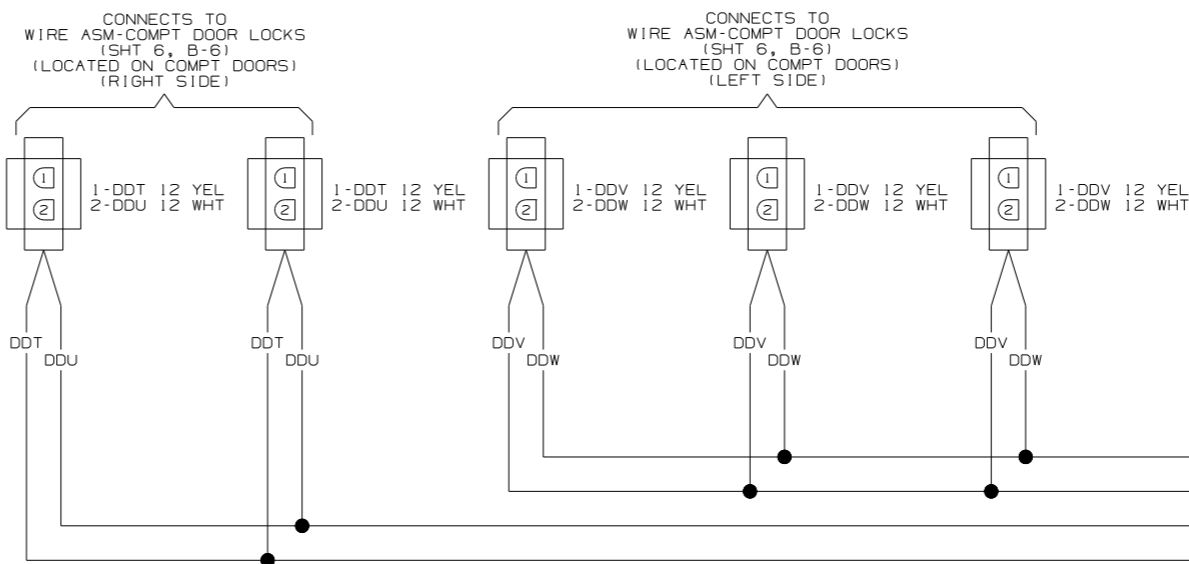 CONNECTS TO
WIRE ASM-COMPT DOOR LOCKS
(SHT 6, B-6)
(LOCATED ON COMPT DOORS)
(RIGHT SIDE)
CONNECTS TO
WIRE ASM-COMPT DOOR LOCKS
(SHT 6, B-6)
(LOCATED ON COMPT DOORS)
(LEFT SIDE)
1
2
1-DDT 12 YEL
2-DDU 12 WHT
1
2
1-DDT 12 YEL
2-DDU 12 WHT
1
2
1-DDV 12 YEL
2-DDW 12 WHT
1
2
1-DDV 12 YEL
2-DDW 12 WHT
1
2
1-DDV 12 YEL
2-DDW 12 WHT
DDT
DDU
DDT
DDU
DDV
DDW
DDV
DDW
DDV
DDW